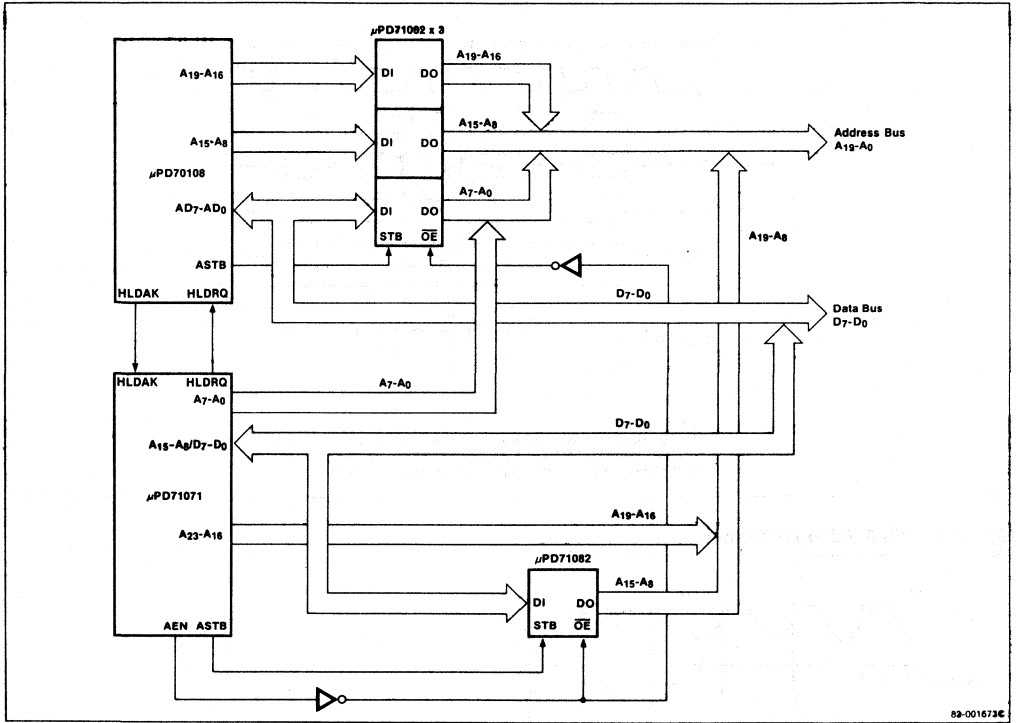 μPD71082 x 3
A19-A16
DI DO
A19-A16
A15-A8
DI DO
A15-A8
Address Bus
A19-A0
μPD70108
AD7-AD0
DI DO
A7-A0
STB OE
A19-A8
ASTB
HLDAK HLDRQ
D7-D0
Data Bus
D7-D0
HLDAK HLDRQ
A7-A0
A7-A0
A15-A8/D7-D0
D7-D0
μPD71071
A23-A16
A19-A16
μPD71082
DI DO
A15-A8
STB OE
AEN ASTB
83-001673C